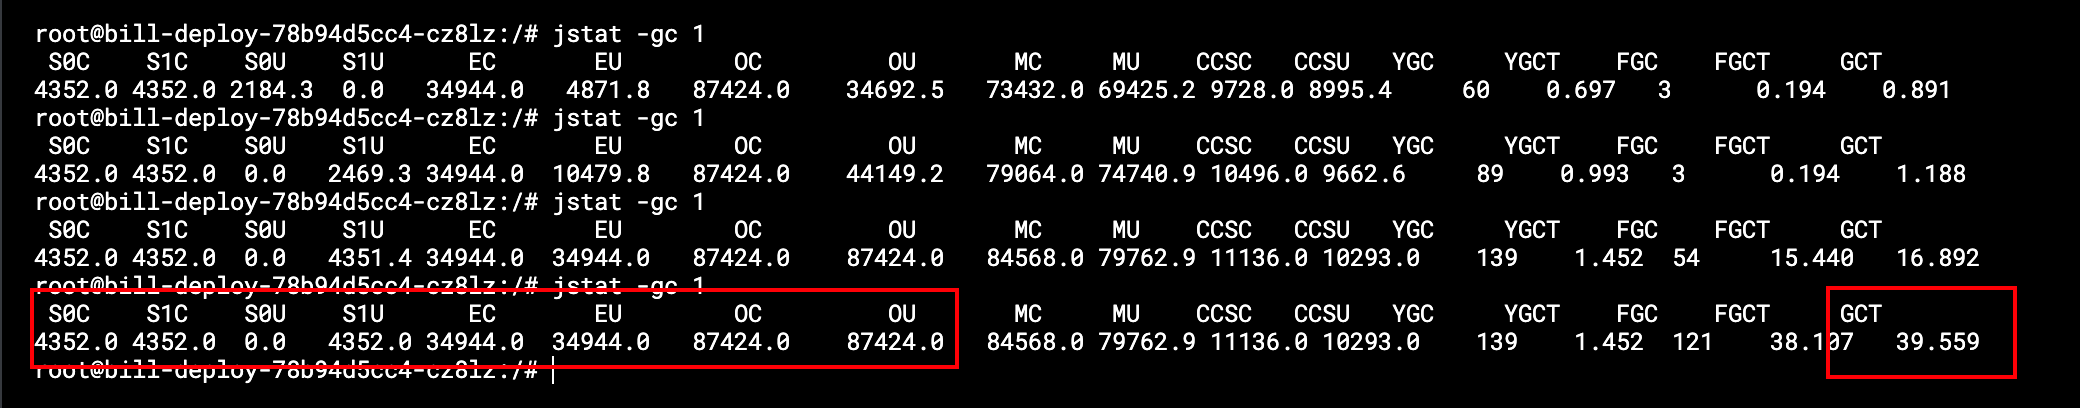 root@bill-deploy-78b94d5cc4-cz8lz:/# jstat -gc 1
S0C S1C S0U S1U EC EU OC OU MC MU CCSC CCSU YGC YGCT FGC FGCT GCT
4352.0 4352.0 2184.3 0.0 34944.0 4871.8 87424.0 34692.5 73432.0 69425.2 9728.0 8995.4 60 0.697 3 0.194 0.891
root@bill-deploy-78b94d5cc4-cz8lz:/# jstat -gc 1
S0C S1C S0U S1U EC EU OC OU MC MU CCSC CCSU YGC YGCT FGC FGCT GCT
4352.0 4352.0 0.0 2469.3 34944.0 10479.8 87424.0 44149.2 79064.0 74740.9 10496.0 9662.6 89 0.993 3 0.194 1.188
root@bill-deploy-78b94d5cc4-cz8lz:/# jstat -gc 1
S0C S1C S0U S1U EC EU OC OU MC MU CCSC CCSU YGC YGCT FGC FGCT GCT
4352.0 4352.0 0.0 4351.4 34944.0 34944.0 87424.0 87424.0 84568.0 79762.9 11136.0 10293.0 139 1.452 54 15.440 16.892
root@bill-deploy-78b94d5cc4-cz8lz:/# jstat -gc 1
S0C S1C S0U S1U EC EU OC OU MC MU CCSC CCSU YGC YGCT FGC FGCT GCT
4352.0 4352.0 0.0 4352.0 34944.0 34944.0 87424.0 87424.0 84568.0 79762.9 11136.0 10293.0 139 1.452 121 38.107 39.559
root@bill-deploy-78b94d5cc4-cz8lz:/#